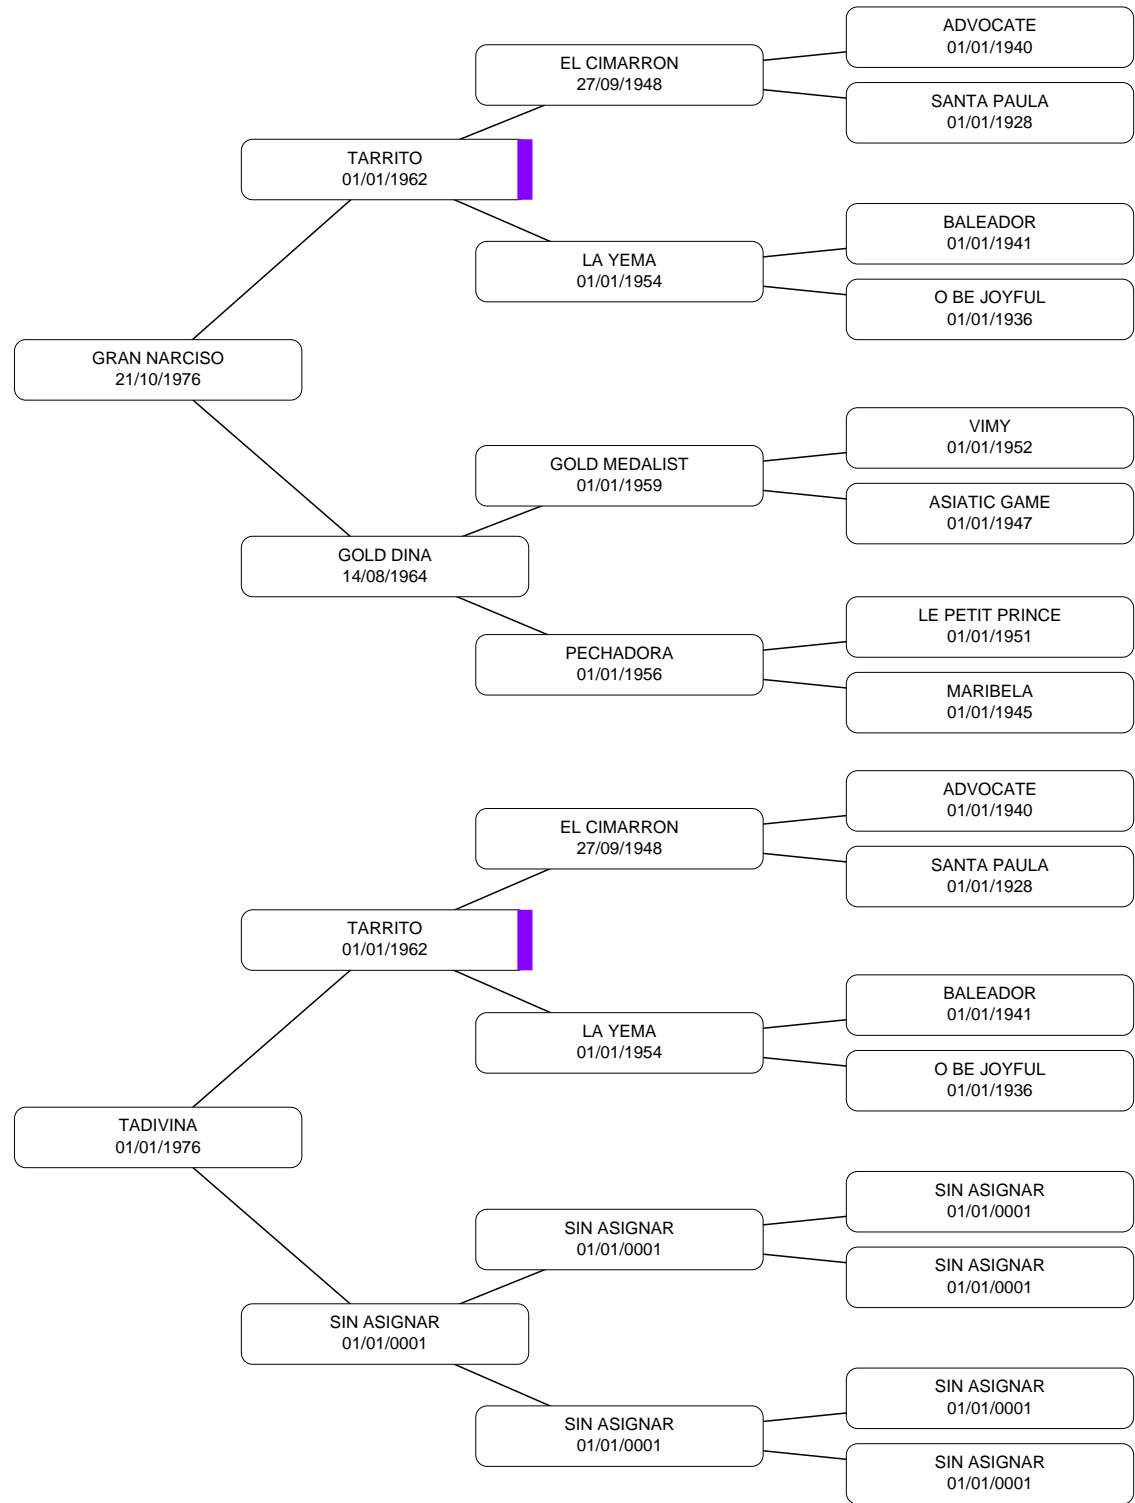 ADVOCATE
01/01/1940
EL CIMARRON
27/09/1948
SANTA PAULA
01/01/1928
TARRITO
01/01/1962
BALEADOR
01/01/1941
LA YEMA
01/01/1954
O BE JOYFUL
01/01/1936
GRAN NARCISO
21/10/1976
VIMY
01/01/1952
GOLD MEDALIST
01/01/1959
ASIATIC GAME
01/01/1947
GOLD DINA
14/08/1964
LE PETIT PRINCE
01/01/1951
PECHADORA
01/01/1956
MARIBELA
01/01/1945
ADVOCATE
01/01/1940
EL CIMARRON
27/09/1948
SANTA PAULA
01/01/1928
TARRITO
01/01/1962
BALEADOR
01/01/1941
LA YEMA
01/01/1954
O BE JOYFUL
01/01/1936
TADIVINA
01/01/1976
SIN ASIGNAR
01/01/0001
SIN ASIGNAR
01/01/0001
SIN ASIGNAR
01/01/0001
SIN ASIGNAR
01/01/0001
SIN ASIGNAR
01/01/0001
SIN ASIGNAR
01/01/0001
SIN ASIGNAR
01/01/0001